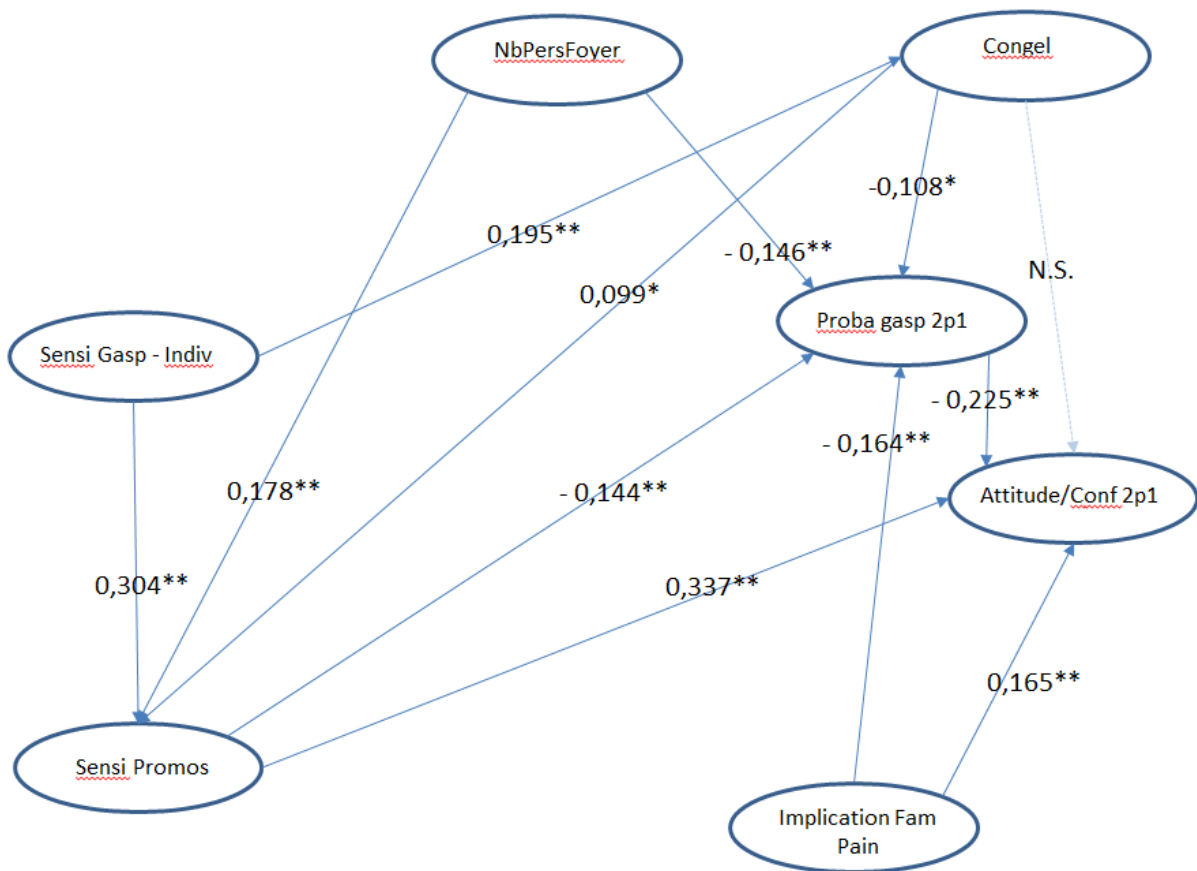 NbPersFoyer
Congel
-0,108*
0,195**
- 0,146**
N.S.
0,099*
Proba gasp 2p1
Sensi Gasp - Indiv
- 0,225**
- 0,164**
0,178**
- 0,144**
Attitude/Conf 2p1
0,304**
0,337**
0,165**
Sensi Promos
Implication Fam
Pain